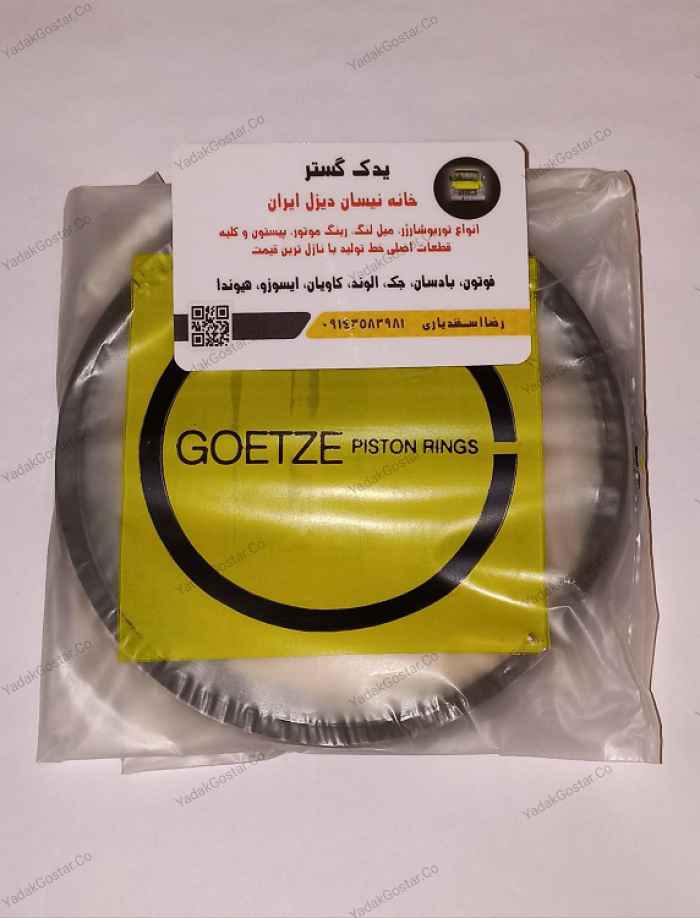 یدک گستر
خانه نیسان دیزل ایران
انواع توربوشارژر، میل لنگ، رینگ موتور، پیستون و کلیه
قطعات اصلی خط تولید با نازل ترین قیمت
فوتون، بادسان، جک، الوند، کاویان، ایسوزو، هیوندا
رضا اسفندیاری ۰۹۱۴۳۵۸۳۹۸۱
GOETZE PISTON RINGS
YadakGostar.Co